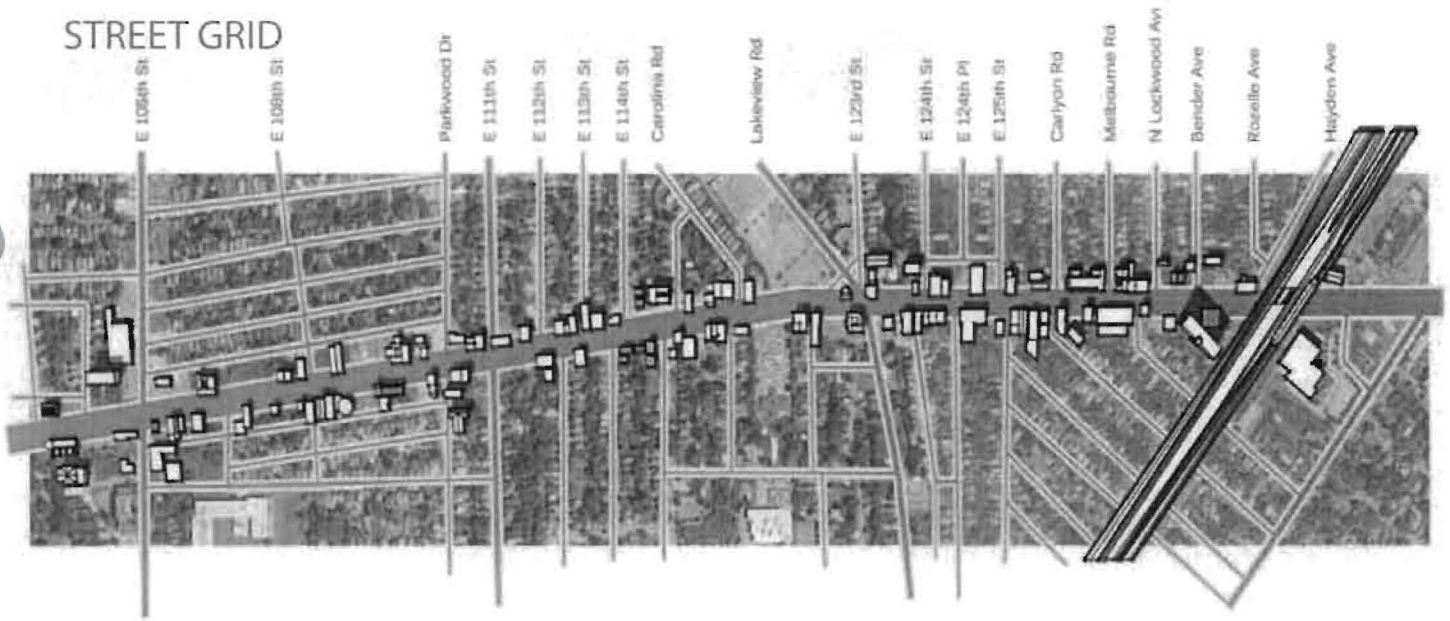 STREET GRID
E 105th St
E 108th St
Parkwood Dr
E 111th St
E 112th St
E 113th St
E 114th St
Carolina Rd
Lakeview Rd
E 123rd St
E 124th St
E 124th Pl
E 125th St
Carlyon Rd
Melbourne Rd
N Lockwood Av
Bender Ave
Rozelle Ave
Hayden Ave